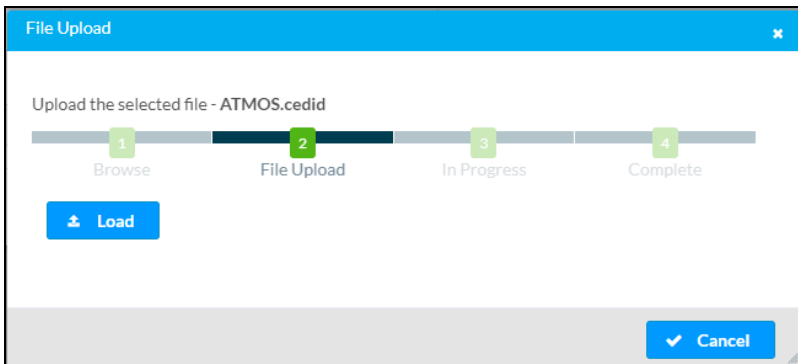 File Upload
Upload the selected file - ATMOS.cedid
1 2 3 4
Browse File Upload In Progress Complete
Load
Cancel